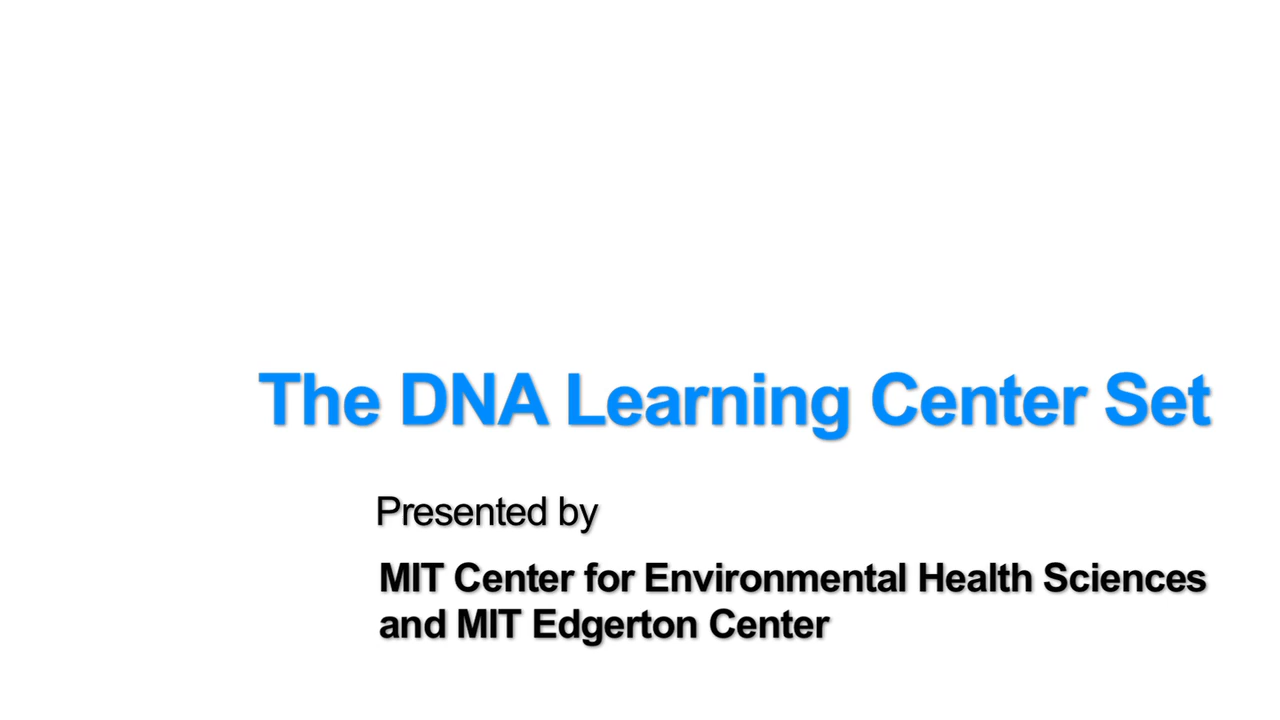 The DNA Learning Center Set
Presented by
MIT Center for Environmental Health Sciences
and MIT Edgerton Center